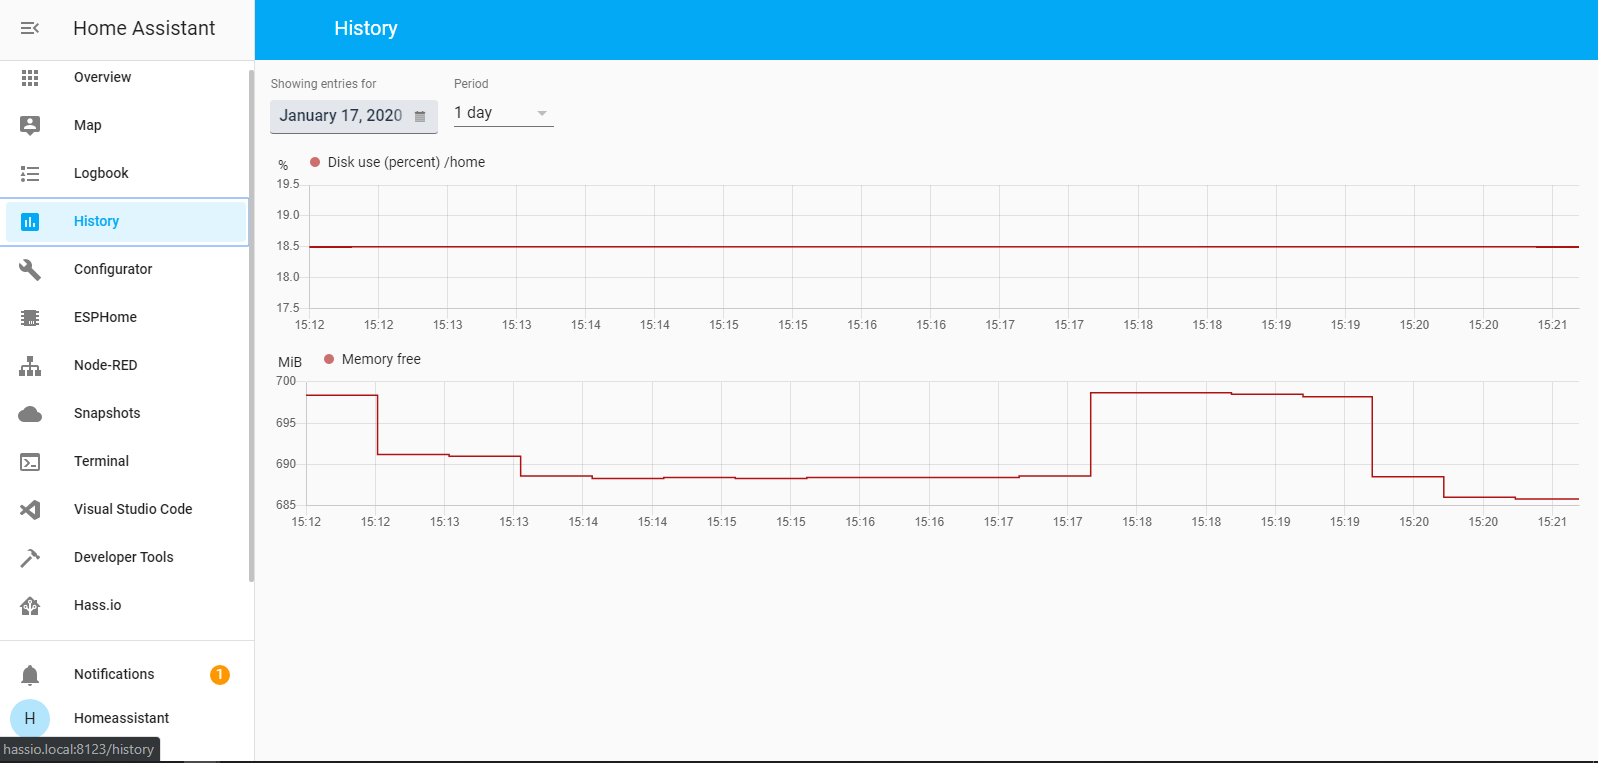 Home Assistant
History
Overview
Map
Logbook
History
Configurator
ESPHome
Node-RED
Snapshots
Terminal
Visual Studio Code
Developer Tools
Hass.io
Notifications 1
H Homeassistant
hassio.local:8123/history
Showing entries for Period
January 17, 2020 1 day
% Disk use (percent) /home
19.5
19.0
18.5
18.0
17.5
15:12 15:12 15:13 15:13 15:14 15:14 15:15 15:15 15:16 15:16 15:17 15:17 15:18 15:18 15:19 15:19 15:20 15:20 15:21
MiB Memory free
700
695
690
685
15:12 15:12 15:13 15:13 15:14 15:14 15:15 15:15 15:16 15:16 15:17 15:17 15:18 15:18 15:19 15:19 15:20 15:20 15:21